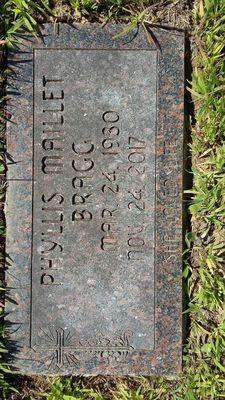 PHYLLIS MAILLET
BRAGG
MAR 24, 1930
NOV 24, 2017